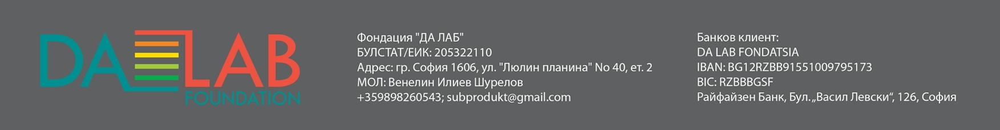 DA LAB
FOUNDATION
Фондация "ДА ЛАБ"
БУЛСТАТ/ЕИК: 205322110
Адрес: гр. София 1606, ул. "Люлин планина" No 40, ет. 2
МОЛ: Венелин Илиев Шурелов
+359898260543; subprodukt@gmail.com
Банков клиент:
DA LAB FONDATSIA
IBAN: BG12RZBB91551009795173
BIC: RZBBBGSF
Райфайзен Банк, Бул. „Васил Левски“, 126, София